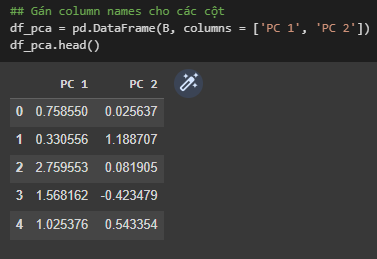 ## Gán column names cho các cột
df_pca = pd.DataFrame(B, columns = ['PC 1', 'PC 2'])
df_pca.head()
PC 1 PC 2
0 0.758550 0.025637
1 0.330556 1.188707
2 2.759553 0.081905
3 1.568162 -0.423479
4 1.025376 0.543354